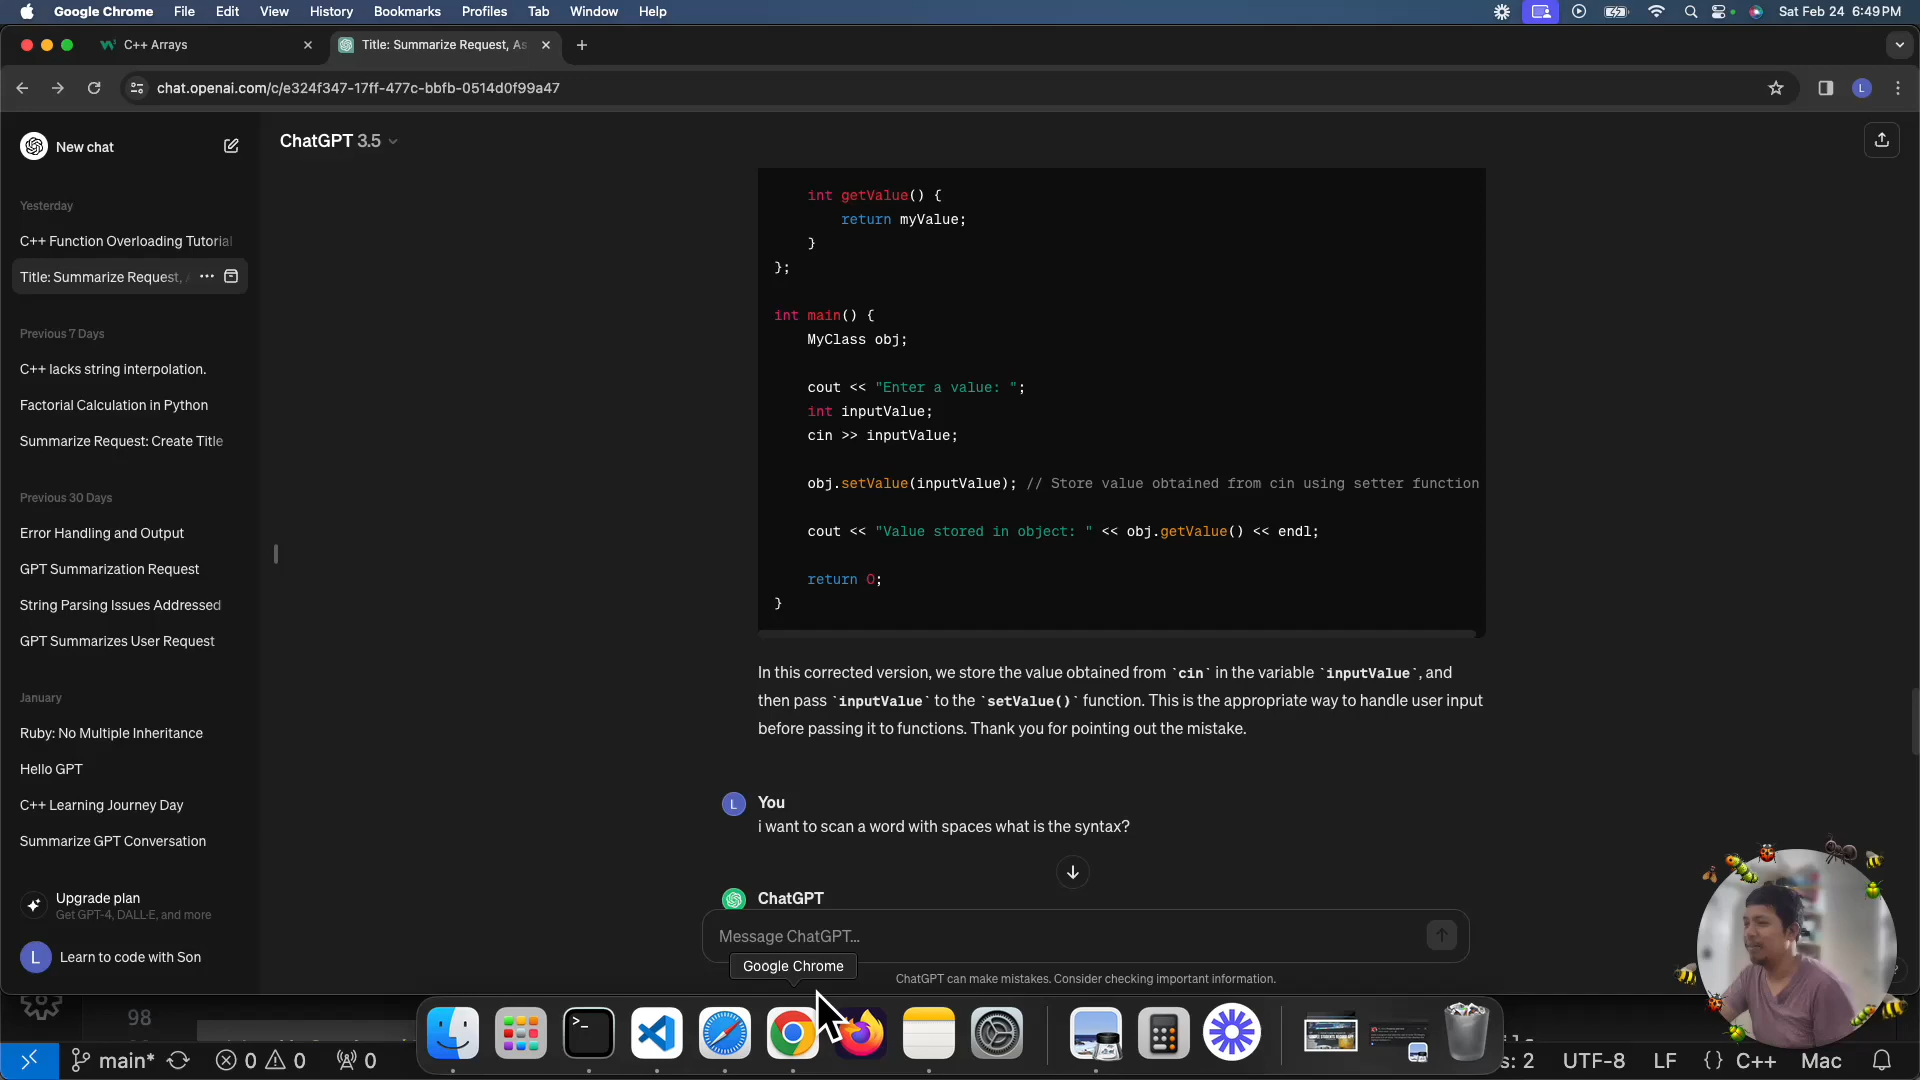 Google Chrome File Edit View History Bookmarks Profiles Tab Window Help Sat Feb 24 6:49 PM
C++ Arrays Title: Summarize Request, As
chat.openai.com/c/e324f347-17ff-477c-bbfb-0514d0f99a47 L
New chat
Yesterday
C++ Function Overloading Tutorial
Title: Summarize Request, A
Previous 7 Days
C++ lacks string interpolation.
Factorial Calculation in Python
Summarize Request: Create Title
Previous 30 Days
Error Handling and Output
GPT Summarization Request
String Parsing Issues Addressed
GPT Summarizes User Request
January
Ruby: No Multiple Inheritance
Hello GPT
C++ Learning Journey Day
Summarize GPT Conversation
Upgrade plan
Get GPT-4, DALL·E, and more
L Learn to code with Son
ChatGPT 3.5
int getValue() {
return myValue;
}
};
int main() {
MyClass obj;
cout << "Enter a value: ";
int inputValue;
cin >> inputValue;
obj.setValue(inputValue); // Store value obtained from cin using setter function
cout << "Value stored in object: " << obj.getValue() << endl;
return 0;
}
In this corrected version, we store the value obtained from `cin` in the variable `inputValue`, and
then pass `inputValue` to the `setValue()` function. This is the appropriate way to handle user input
before passing it to functions. Thank you for pointing out the mistake.
L You
i want to scan a word with spaces what is the syntax?
ChatGPT
Message ChatGPT...
Google Chrome
ChatGPT can make mistakes. Consider checking important information.
98
main* 0 0 0 s: 2 UTF-8 LF {} C++ Mac